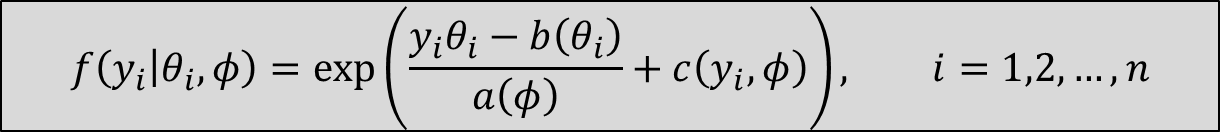 f(y_i|θ_i, ϕ) = exp( (y_iθ_i − b(θ_i)) / a(ϕ) + c(y_i, ϕ) ), i = 1,2, … , n